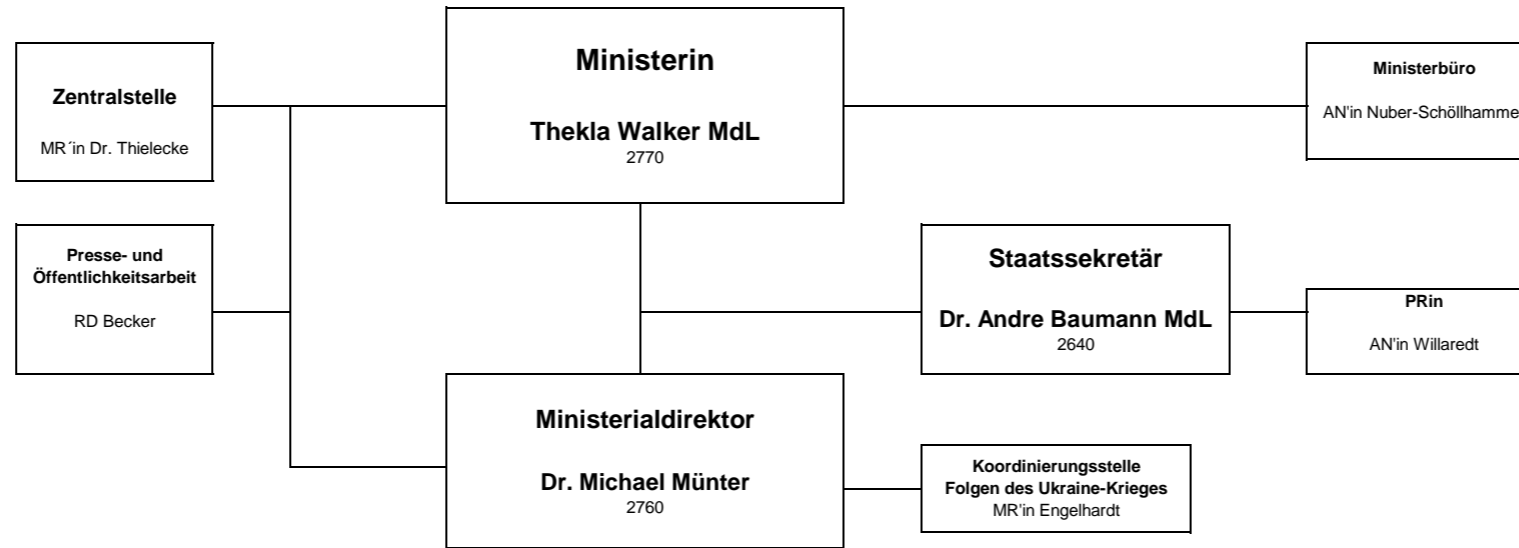 Ministerin
Thekla Walker MdL
2770
Zentralstelle
MR´in Dr. Thielecke
Ministerbüro
AN'in Nuber-Schöllhamme
Presse- und
Öffentlichkeitsarbeit
RD Becker
Staatssekretär
Dr. Andre Baumann MdL
2640
PRin
AN'in Willaredt
Ministerialdirektor
Dr. Michael Münter
2760
Koordinierungsstelle
Folgen des Ukraine-Krieges
MR'in Engelhardt